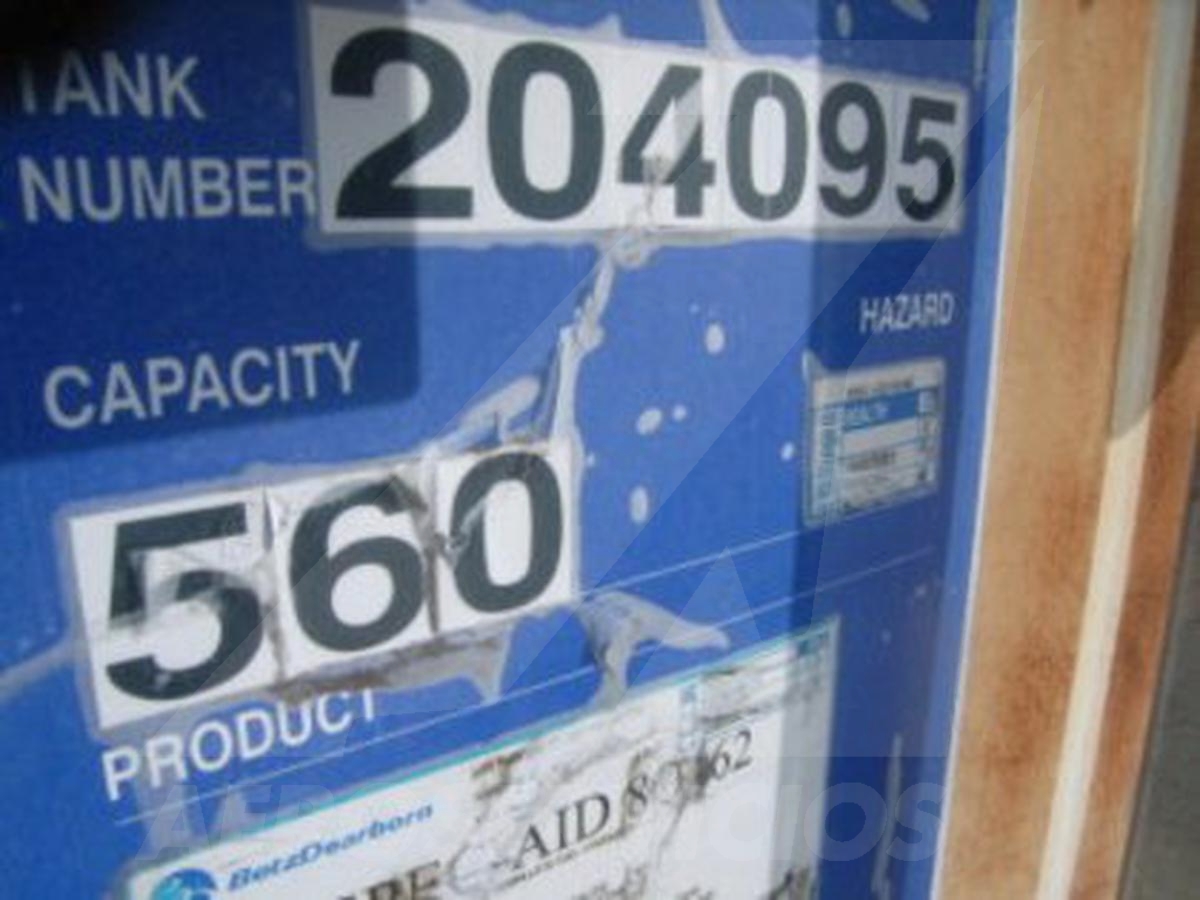 TANK
NUMBER 204095
HAZARD
CAPACITY
560
PRODUCT
BetzDearborn
-AID